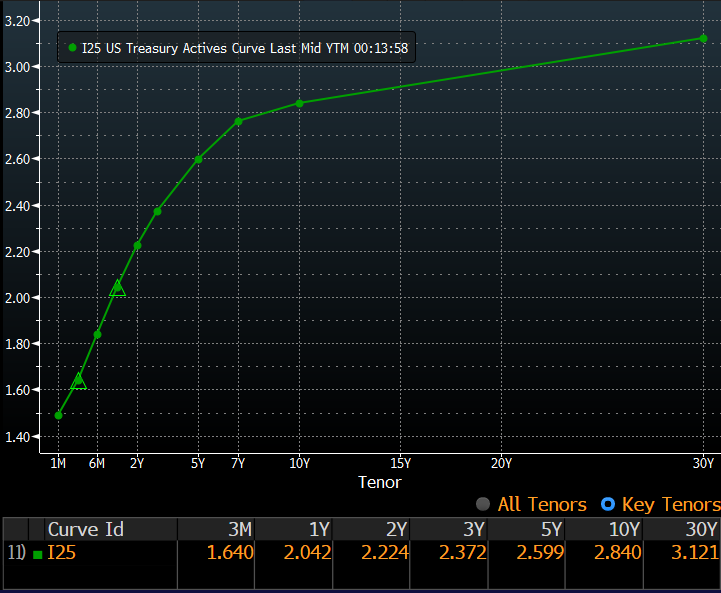 3.20
I25 US Treasury Actives Curve Last Mid YTM 00:13:58
3.00
2.80
2.60
2.40
2.20
2.00
1.80
1.60
1.40
1M 6M 2Y 5Y 7Y 10Y 15Y 20Y 30Y
Tenor
All Tenors Key Tenors
Curve Id 3M 1Y 2Y 3Y 5Y 10Y 30Y
11) I25 1.640 2.042 2.224 2.372 2.599 2.840 3.121